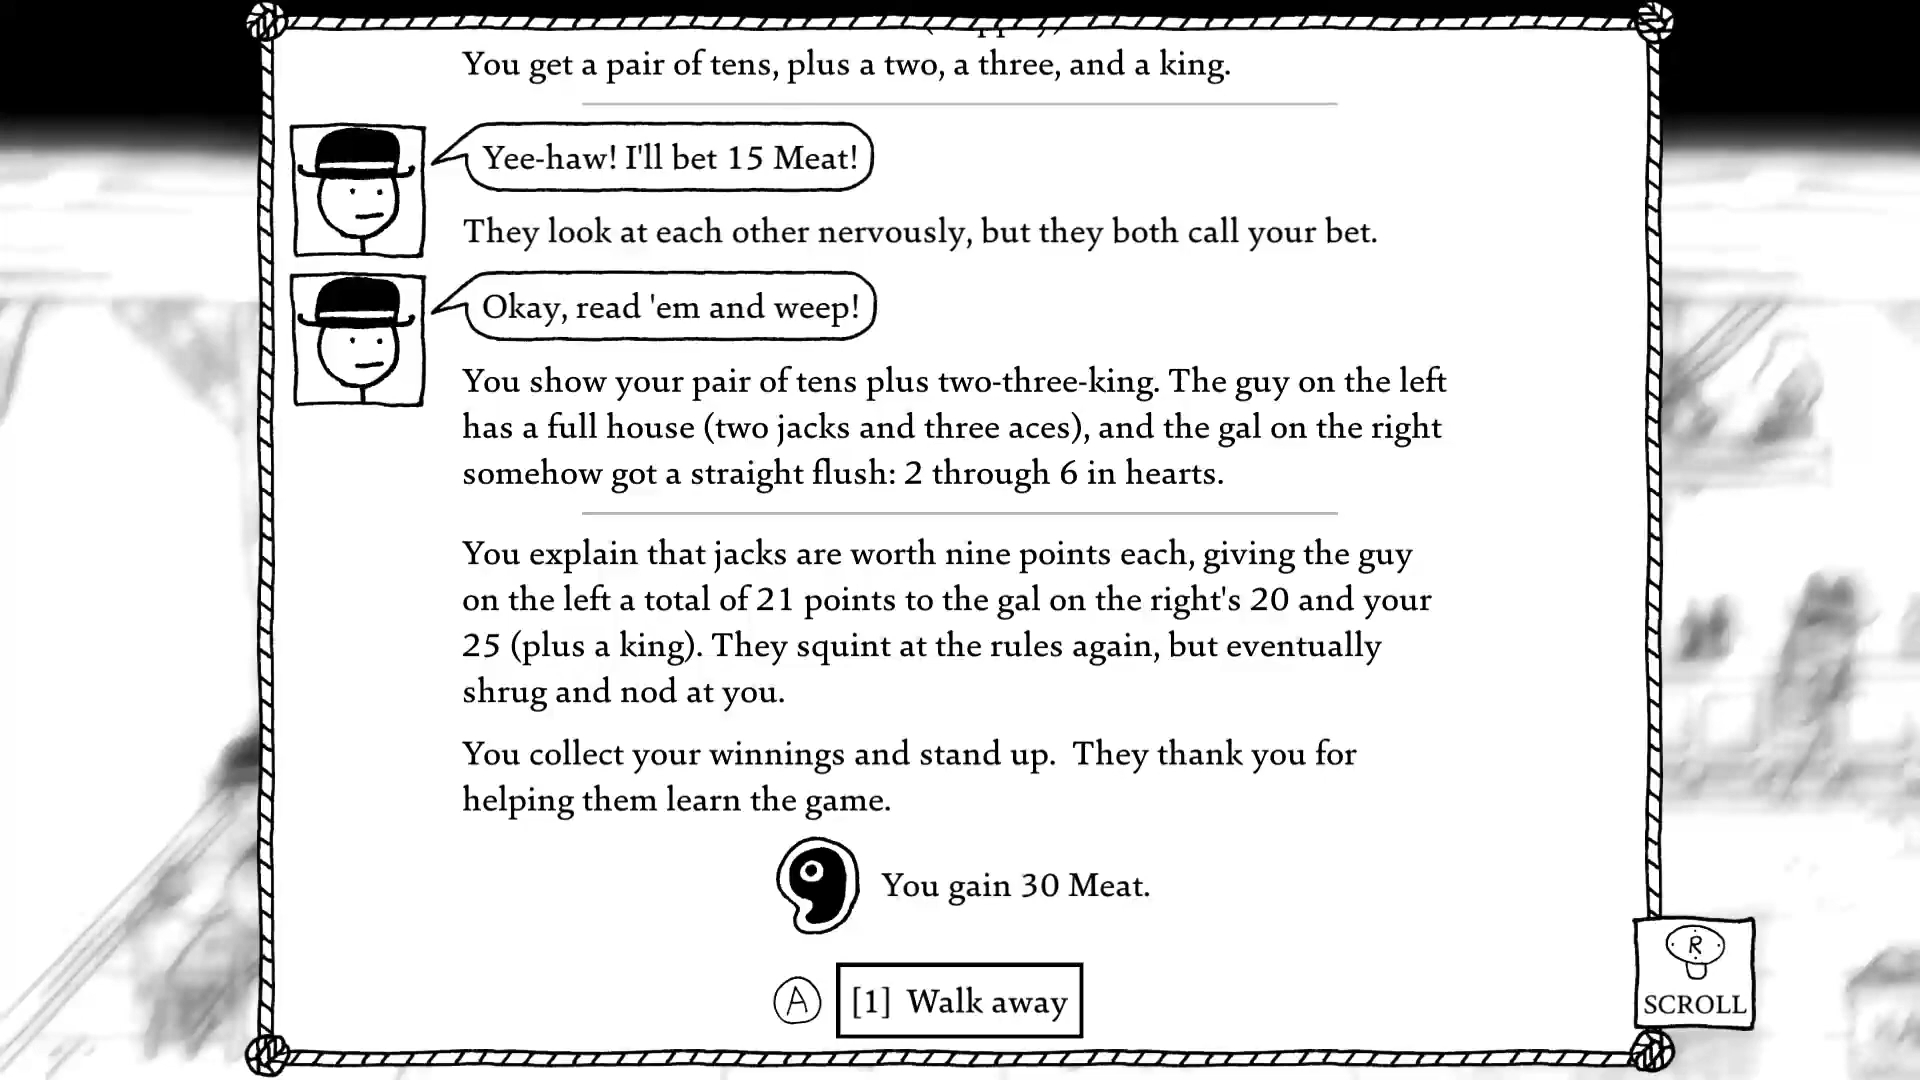 You get a pair of tens, plus a two, a three, and a king.
Yee-haw! I'll bet 15 Meat!
They look at each other nervously, but they both call your bet.
Okay, read 'em and weep!
You show your pair of tens plus two-three-king. The guy on the left
has a full house (two jacks and three aces), and the gal on the right
somehow got a straight flush: 2 through 6 in hearts.
You explain that jacks are worth nine points each, giving the guy
on the left a total of 21 points to the gal on the right's 20 and your
25 (plus a king). They squint at the rules again, but eventually
shrug and nod at you.
You collect your winnings and stand up. They thank you for
helping them learn the game.
You gain 30 Meat.
A [1] Walk away
R
SCROLL